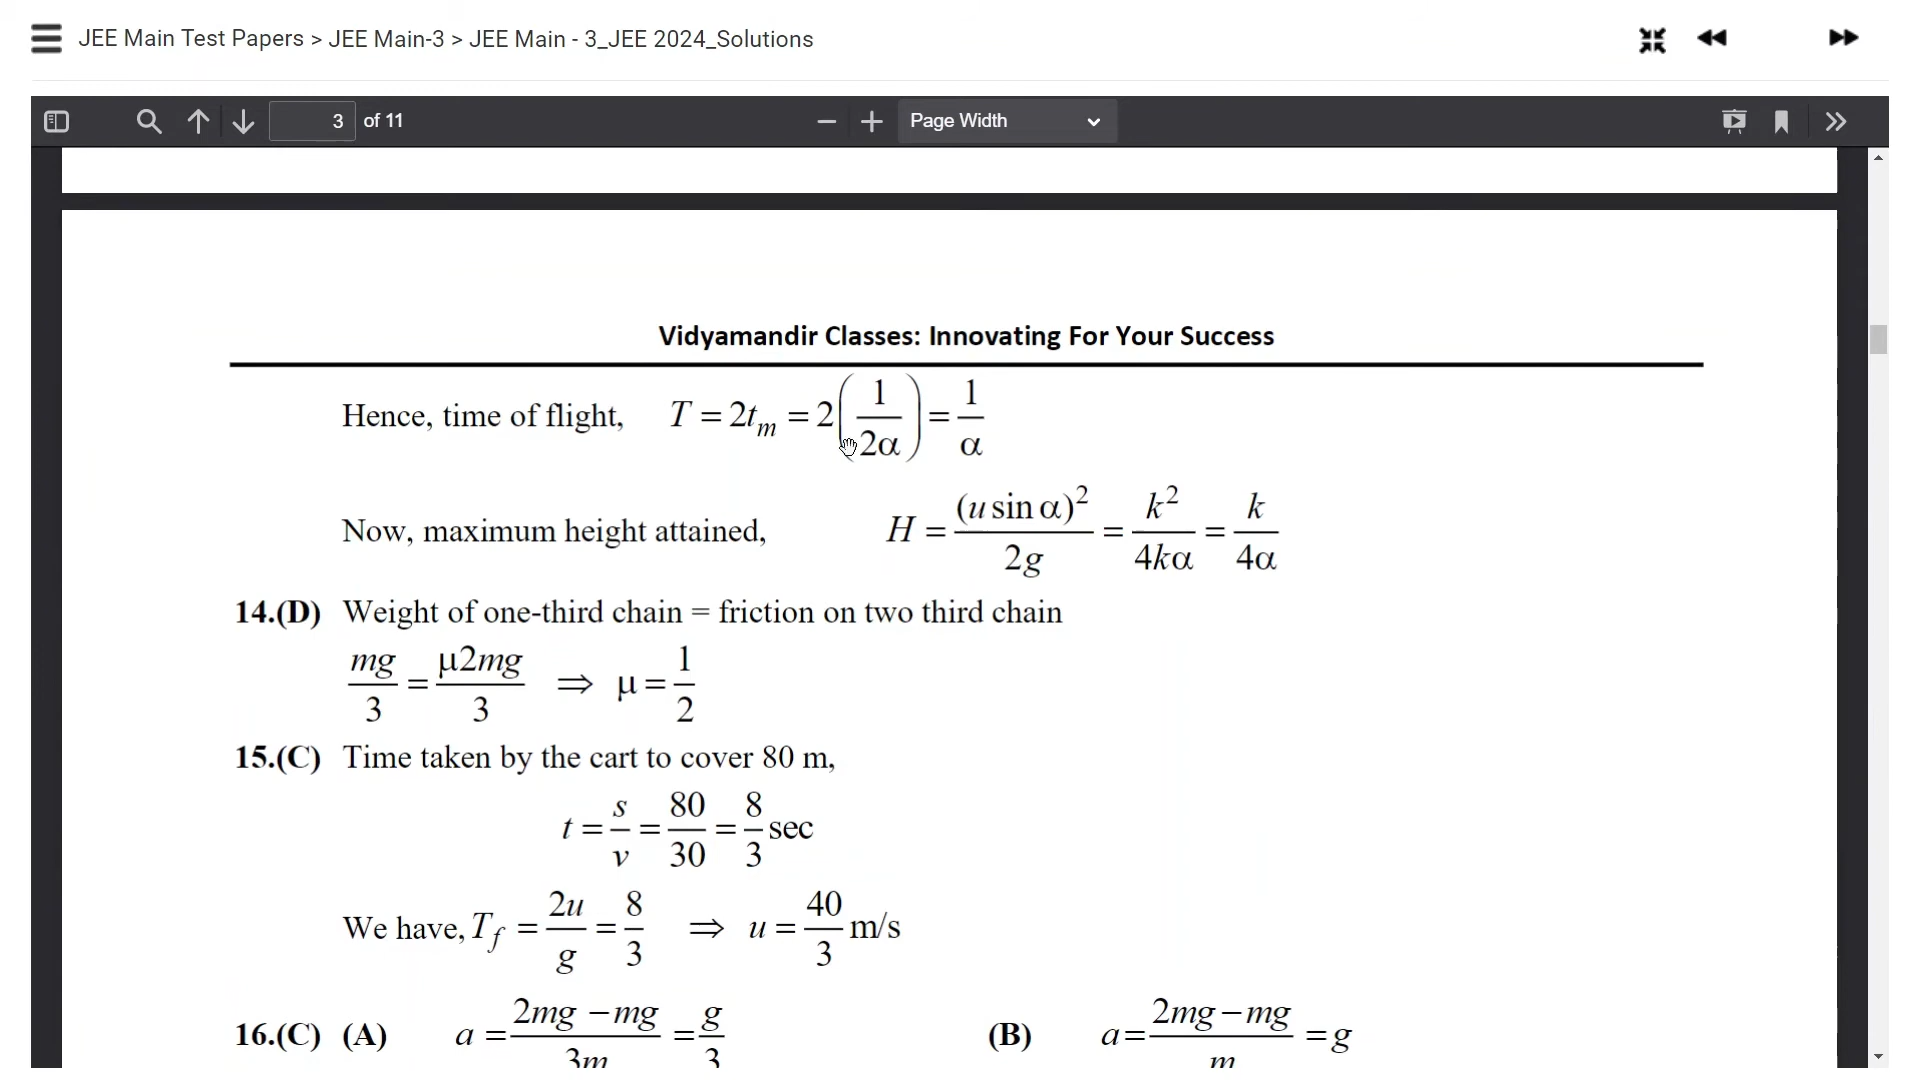 JEE Main Test Papers > JEE Main-3 > JEE Main - 3_JEE 2024_Solutions
3 of 11 Page Width
Vidyamandir Classes: Innovating For Your Success
Hence, time of flight, T = 2t_m = 2(1/2α) = 1/α
Now, maximum height attained, H = (u sin α)²/2g = k²/4kα = k/4α
14.(D) Weight of one-third chain = friction on two third chain
mg/3 = μ2mg/3 ⇒ μ = 1/2
15.(C) Time taken by the cart to cover 80 m,
t = s/v = 80/30 = 8/3 sec
We have, T_f = 2u/g = 8/3 ⇒ u = 40/3 m/s
16.(C) (A) a = 2mg − mg/3m = g/3 (B) a = 2mg − mg/m = g